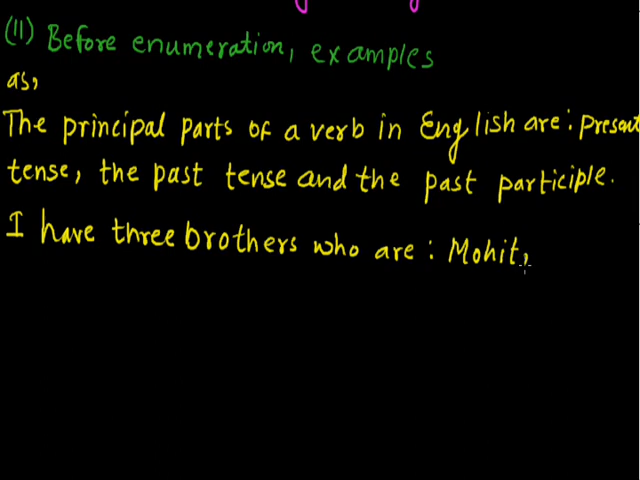 (II) Before enumeration, examples
as,
The principal parts of a verb in English are: present
tense, the past tense and the past participle.
I have three brothers who are: Mohit,